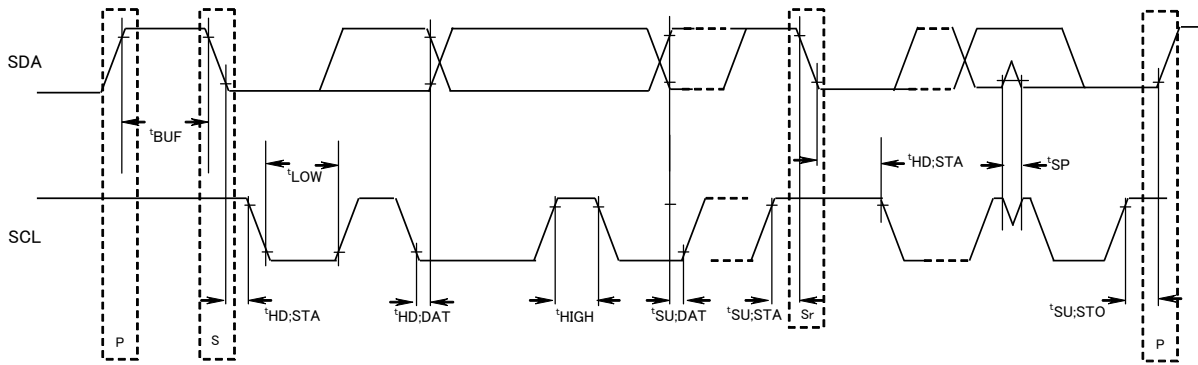 SDA
tBUF
tLOW
tHD;STA
tSP
SCL
tHD;STA
tHD;DAT
tHIGH
tSU;DAT
tSU;STA
Sr
tSU;STO
P
S
P